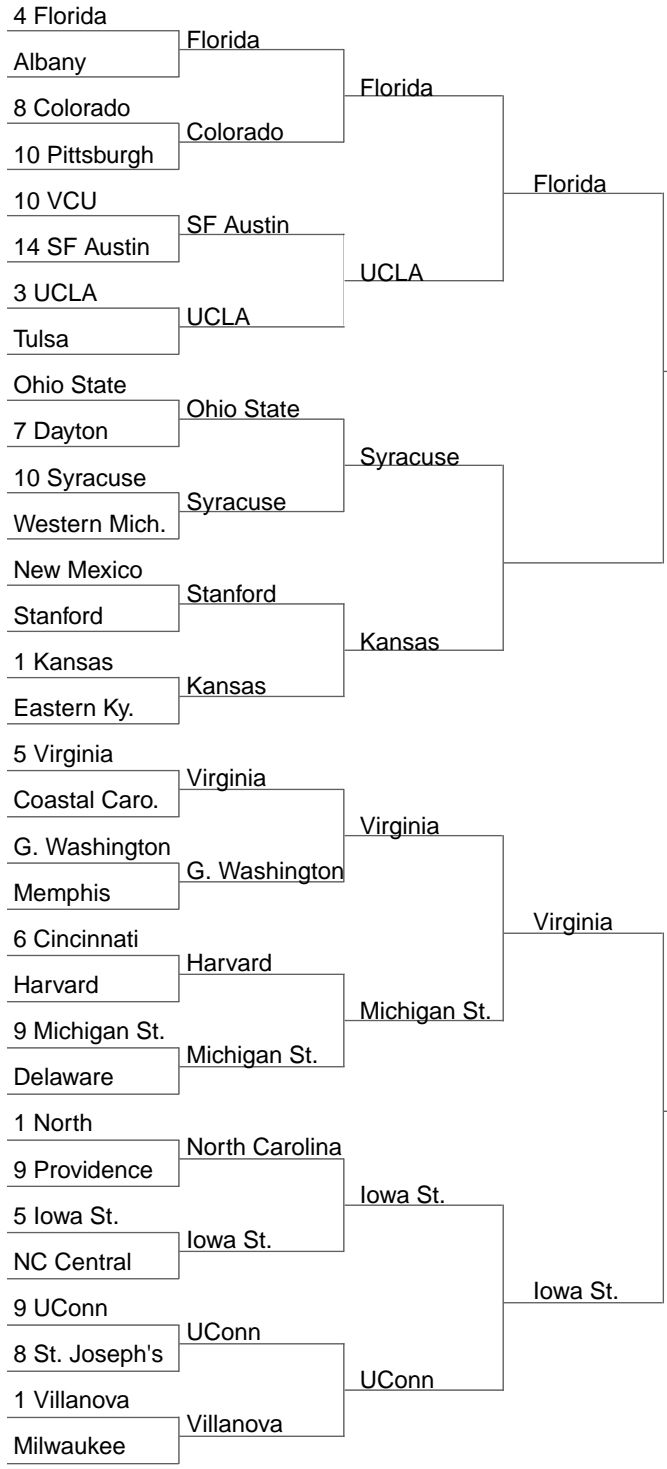 4 Florida
Albany
8 Colorado
10 Pittsburgh
10 VCU
14 SF Austin
3 UCLA
Tulsa
Ohio State
7 Dayton
10 Syracuse
Western Mich.
New Mexico
Stanford
1 Kansas
Eastern Ky.
5 Virginia
Coastal Caro.
G. Washington
Memphis
6 Cincinnati
Harvard
9 Michigan St.
Delaware
1 North
9 Providence
5 Iowa St.
NC Central
9 UConn
8 St. Joseph's
1 Villanova
Milwaukee
Florida
Colorado
SF Austin
UCLA
Ohio State
Syracuse
Stanford
Kansas
Virginia
G. Washington
Harvard
Michigan St.
North Carolina
Iowa St.
UConn
Villanova
Florida
UCLA
Syracuse
Kansas
Virginia
Michigan St.
Iowa St.
UConn
Florida
Virginia
Iowa St.